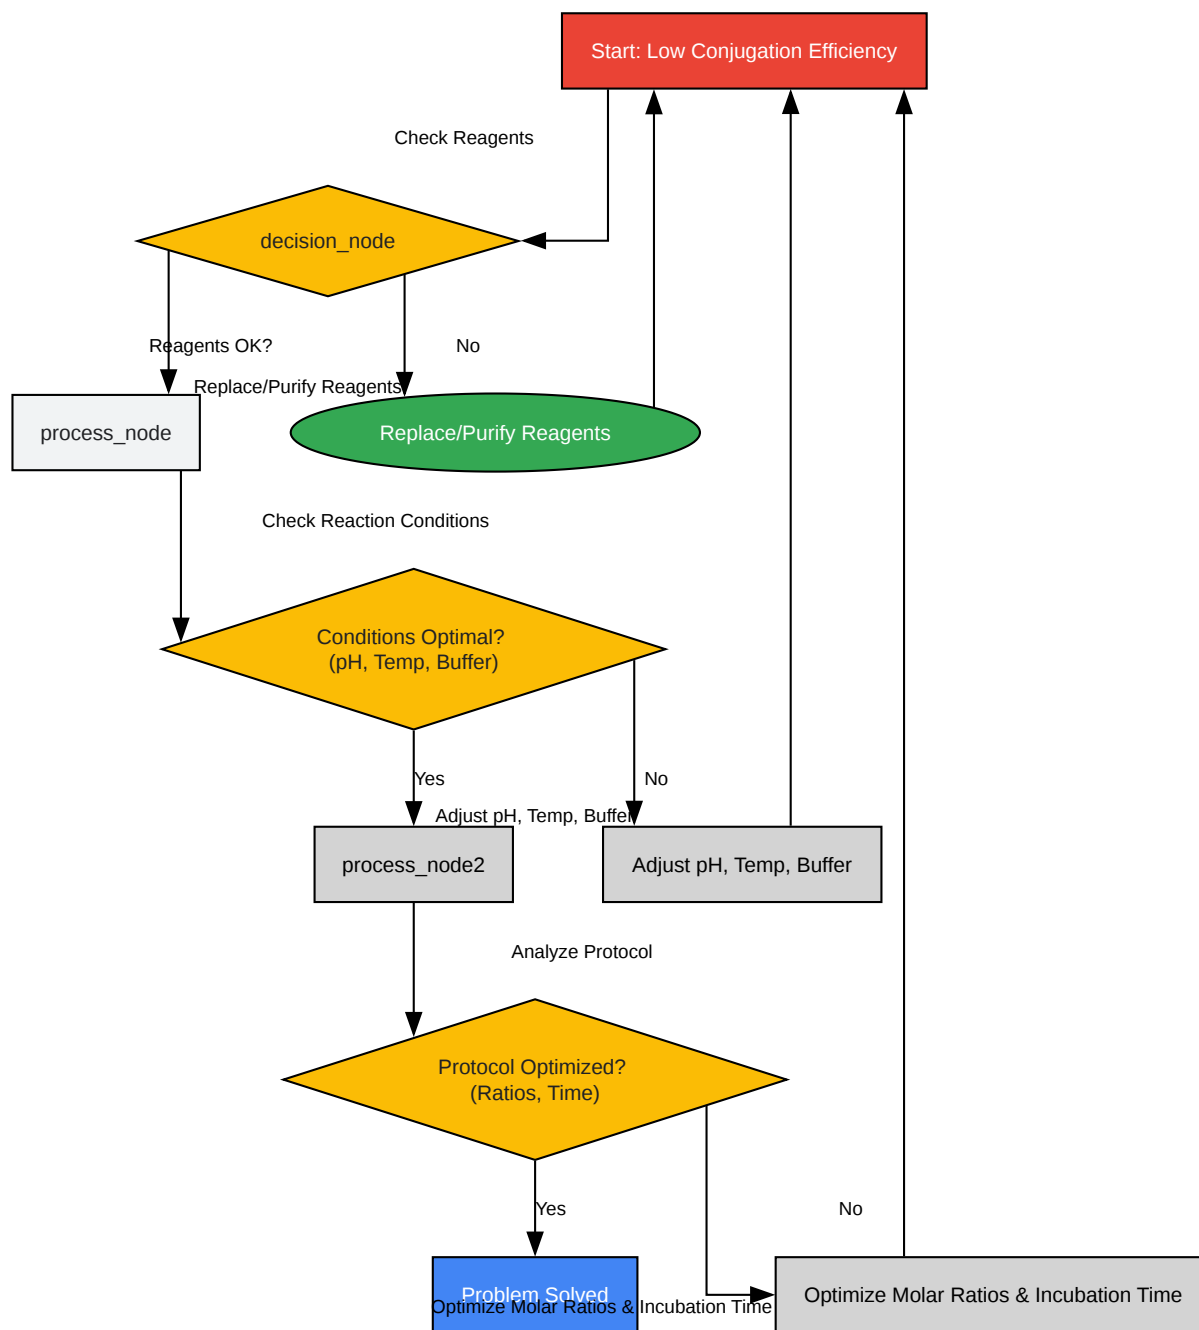 Start: Low Conjugation Efficiency
Check Reagents
decision_node
Reagents OK?
No
Replace/Purify Reagents
process_node
Replace/Purify Reagents
Check Reaction Conditions
Conditions Optimal?
(pH, Temp, Buffer)
Yes
No
Adjust pH, Temp, Buffer
process_node2
Adjust pH, Temp, Buffer
Analyze Protocol
Protocol Optimized?
(Ratios, Time)
Yes
No
Problem Solved
Optimize Molar Ratios & Incubation Time
Optimize Molar Ratios & Incubation Time